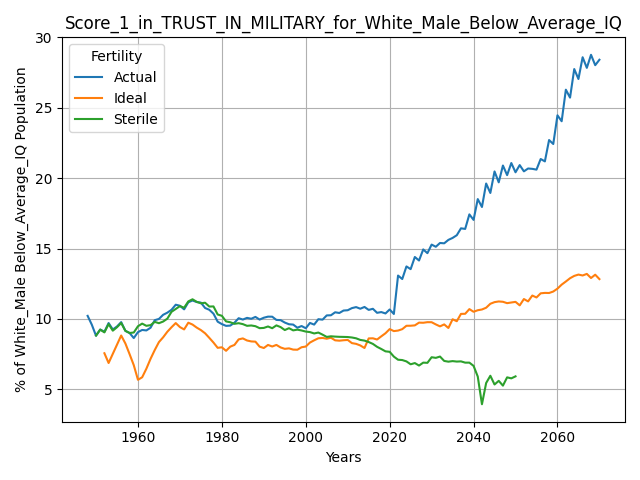 Score_1_in_TRUST_IN_MILITARY_for_White_Male_Below_Average_IQ
Fertility
Actual
Ideal
Sterile
% of White_Male Below_Average_IQ Population
30
25
20
15
10
5
1960
1980
2000
2020
2040
2060
Years